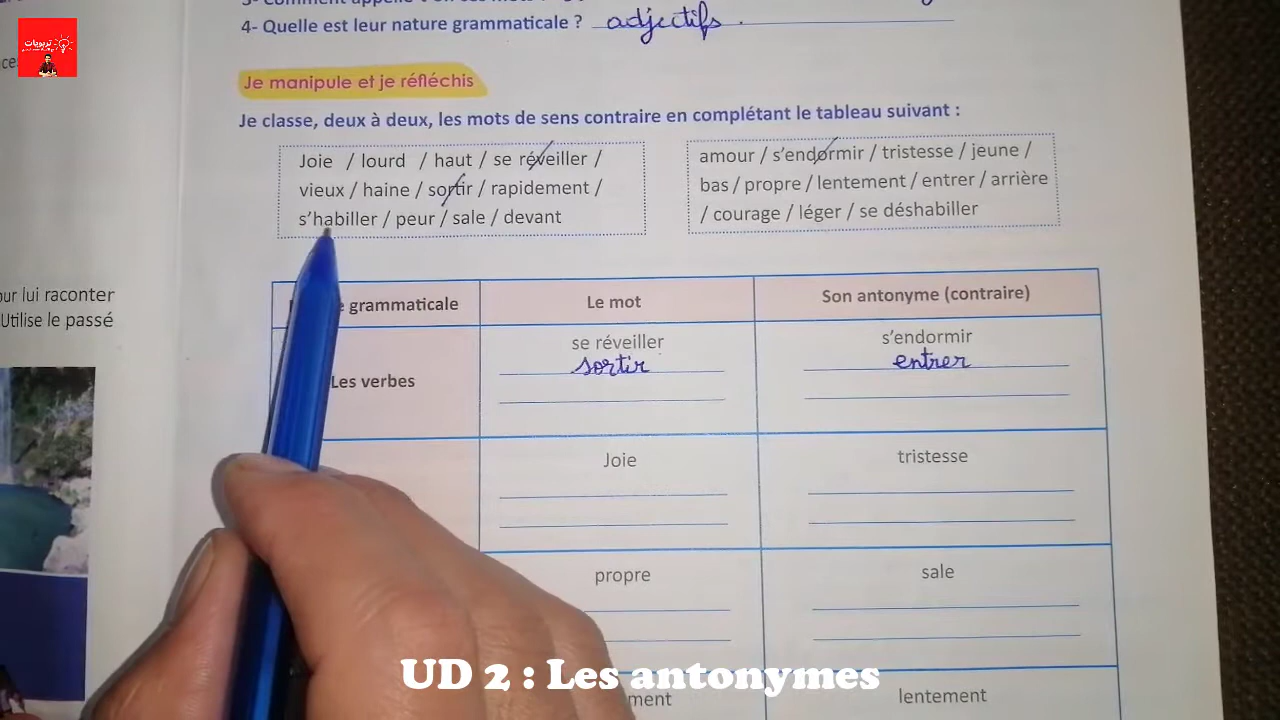 تربويات
4- Quelle est leur nature grammaticale ? adjectifs .
Je manipule et je réfléchis
Je classe, deux à deux, les mots de sens contraire en complétant le tableau suivant :
Joie / lourd / haut / se réveiller /
vieux / haine / sortir / rapidement /
s'habiller / peur / sale / devant
amour / s'endormir / tristesse / jeune /
bas / propre / lentement / entrer / arrière
/ courage / léger / se déshabiller
our lui raconter
Utilise le passé
grammaticale
Le mot
Son antonyme (contraire)
Les verbes
se réveiller
s'endormir
sortir
entrer
Joie
tristesse
propre
sale
ment
lentement
UD 2 : Les antonymes